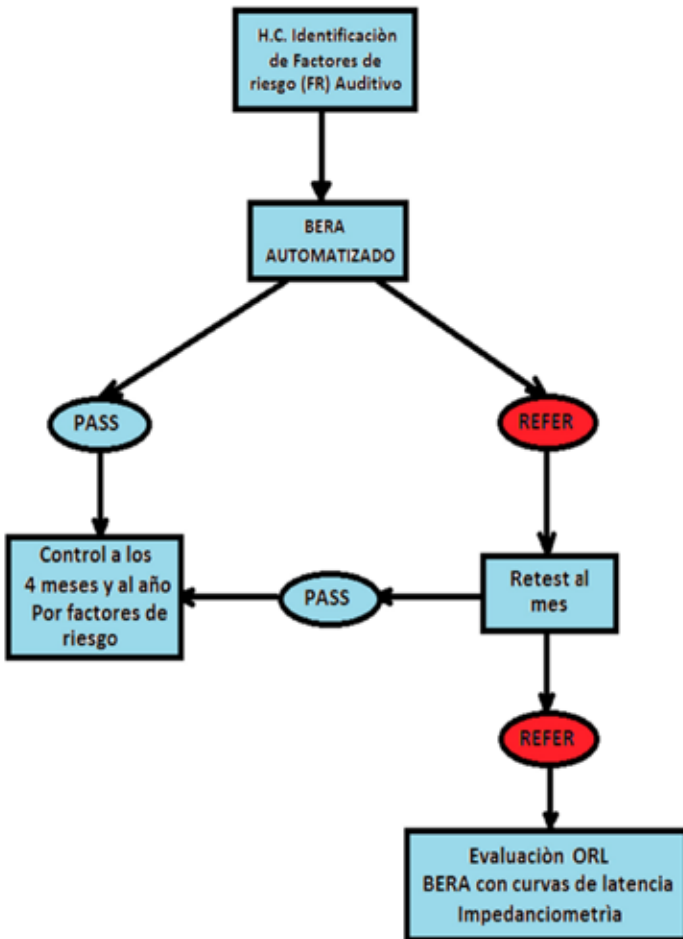 H.C. Identificaciòn
de Factores de
riesgo (FR) Auditivo
BERA
AUTOMATIZADO
PASS
REFER
Control a los
4 meses y al año
Por factores de
riesgo
PASS
Retest al
mes
REFER
Evaluaciòn ORL
BERA con curvas de latencia
Impedanciometrìa